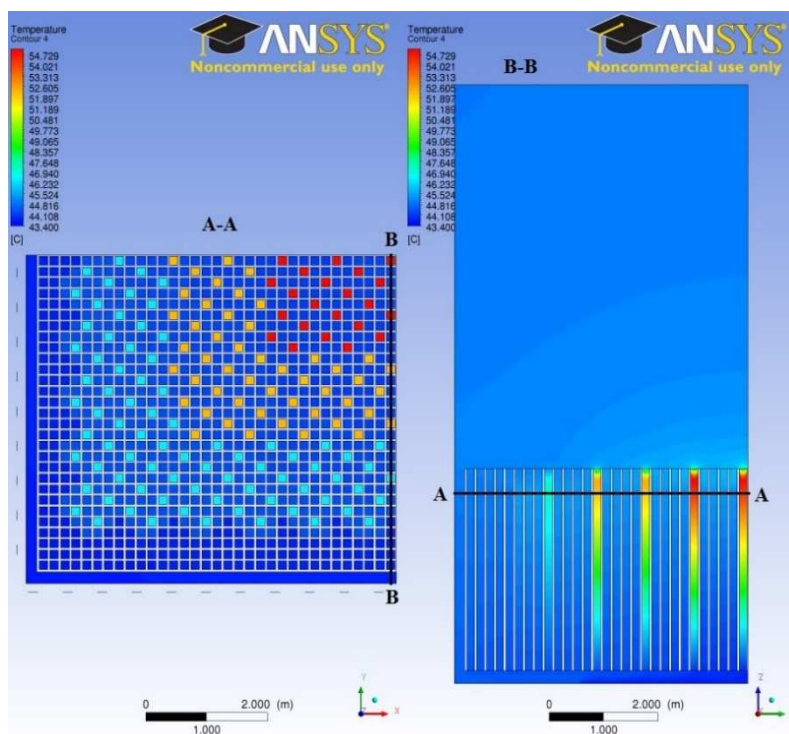 Temperature
Contour 4
54.729
54.021
53.313
52.605
51.897
51.189
50.481
49.773
49.065
48.357
47.648
46.940
46.232
45.524
44.816
44.108
43.400
[C]
ANSYS
Noncommercial use only
A-A
B
B
0
2.000 (m)
1.000
Y
Z
X
Temperature
Contour 4
54.729
54.021
53.313
52.605
51.897
51.189
50.481
49.773
49.065
48.357
47.648
46.940
46.232
45.524
44.816
44.108
43.400
[C]
ANSYS
Noncommercial use only
B-B
A
A
0
2.000 (m)
1.000
Z
Y